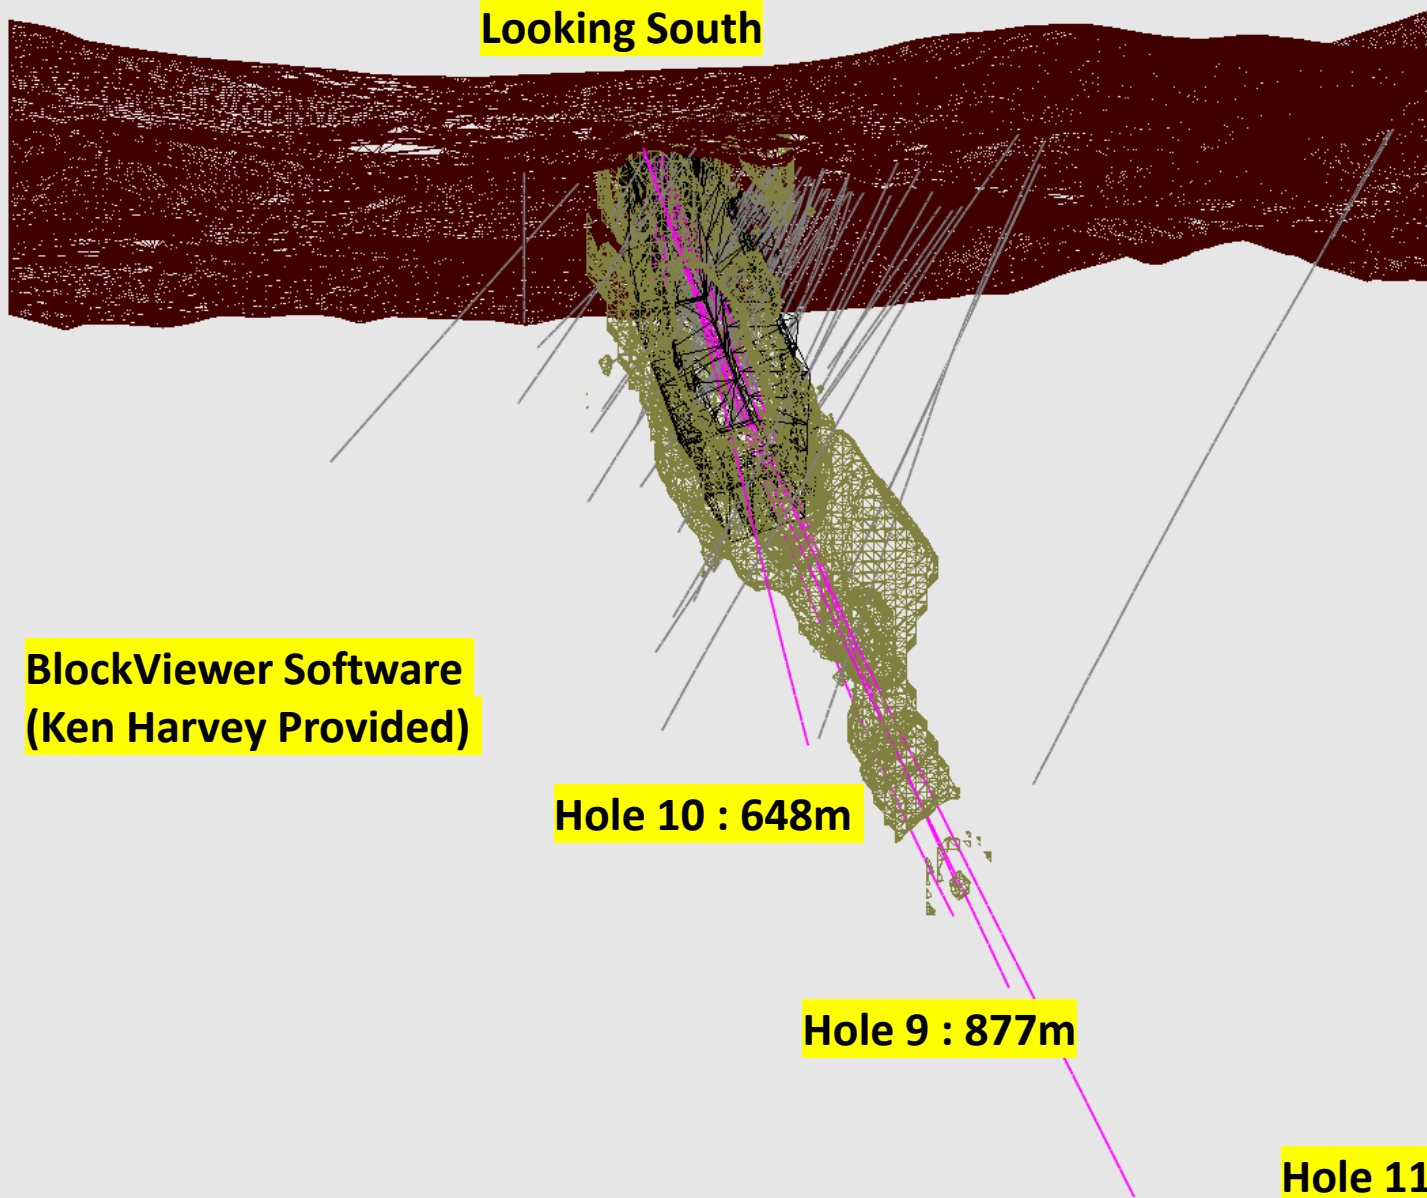 Looking South
BlockViewer Software
(Ken Harvey Provided)
Hole 10 : 648m
Hole 9 : 877m
Hole 11